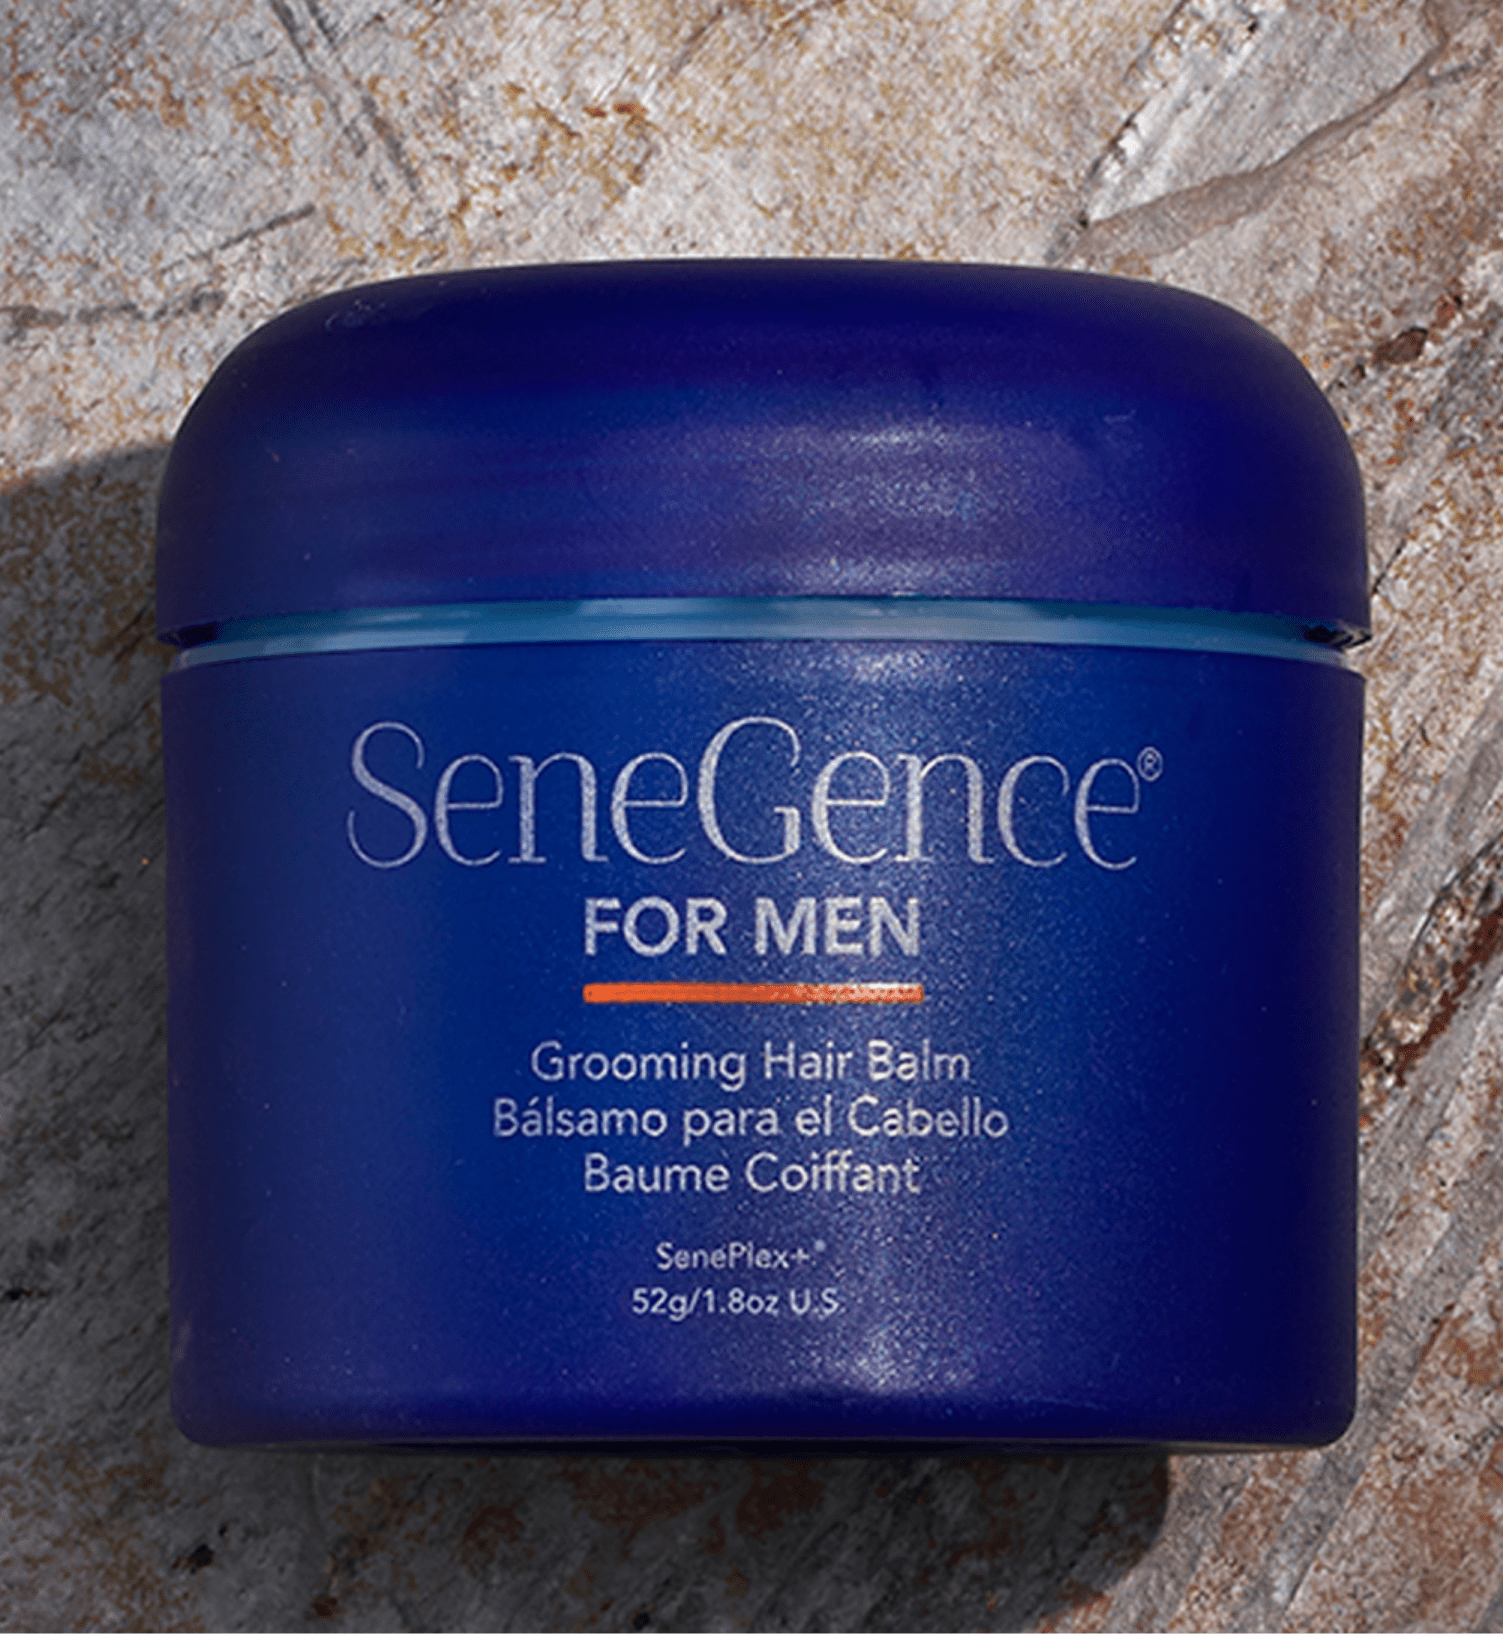 SeneGence®
FOR MEN
Grooming Hair Balm
Bálsamo para el Cabello
Baume Coiffant
SenePlex+®
52g/1.8oz U.S.